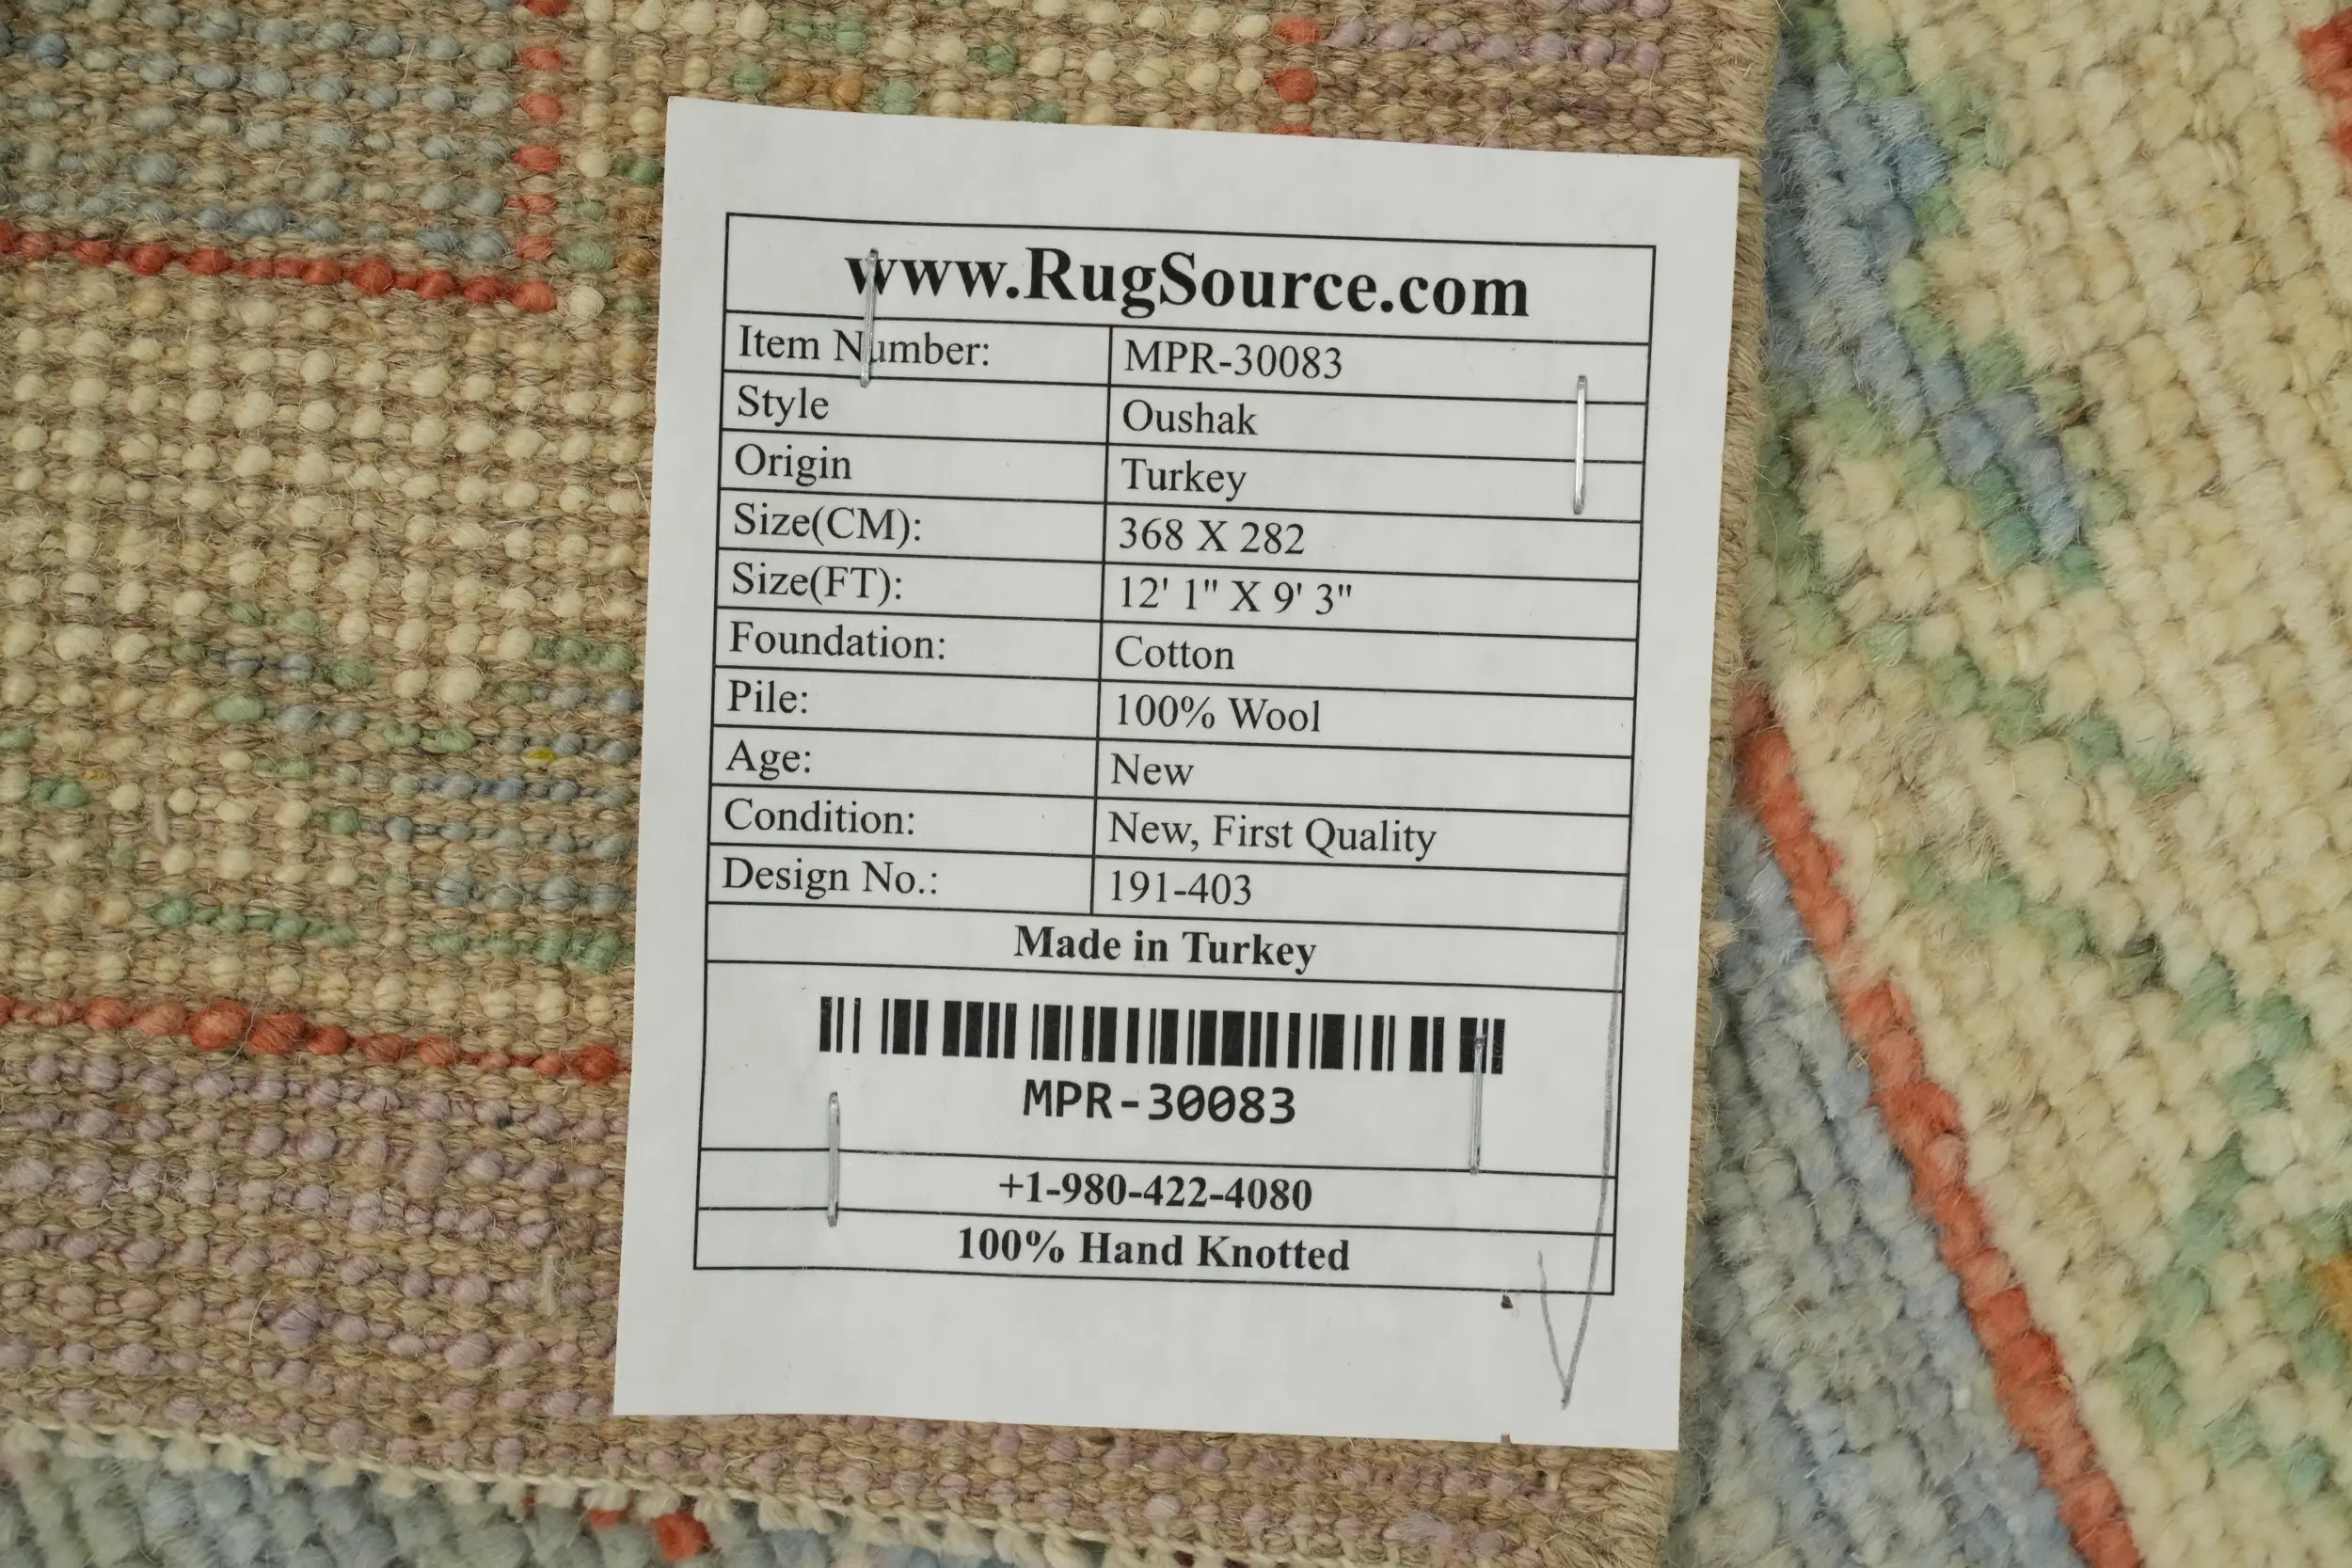 www.RugSource.com
Item Number: MPR-30083
Style Oushak
Origin Turkey
Size(CM): 368 X 282
Size(FT): 12' 1" X 9' 3"
Foundation: Cotton
Pile: 100% Wool
Age: New
Condition: New, First Quality
Design No.: 191-403
Made in Turkey
MPR-30083
+1-980-422-4080
100% Hand Knotted